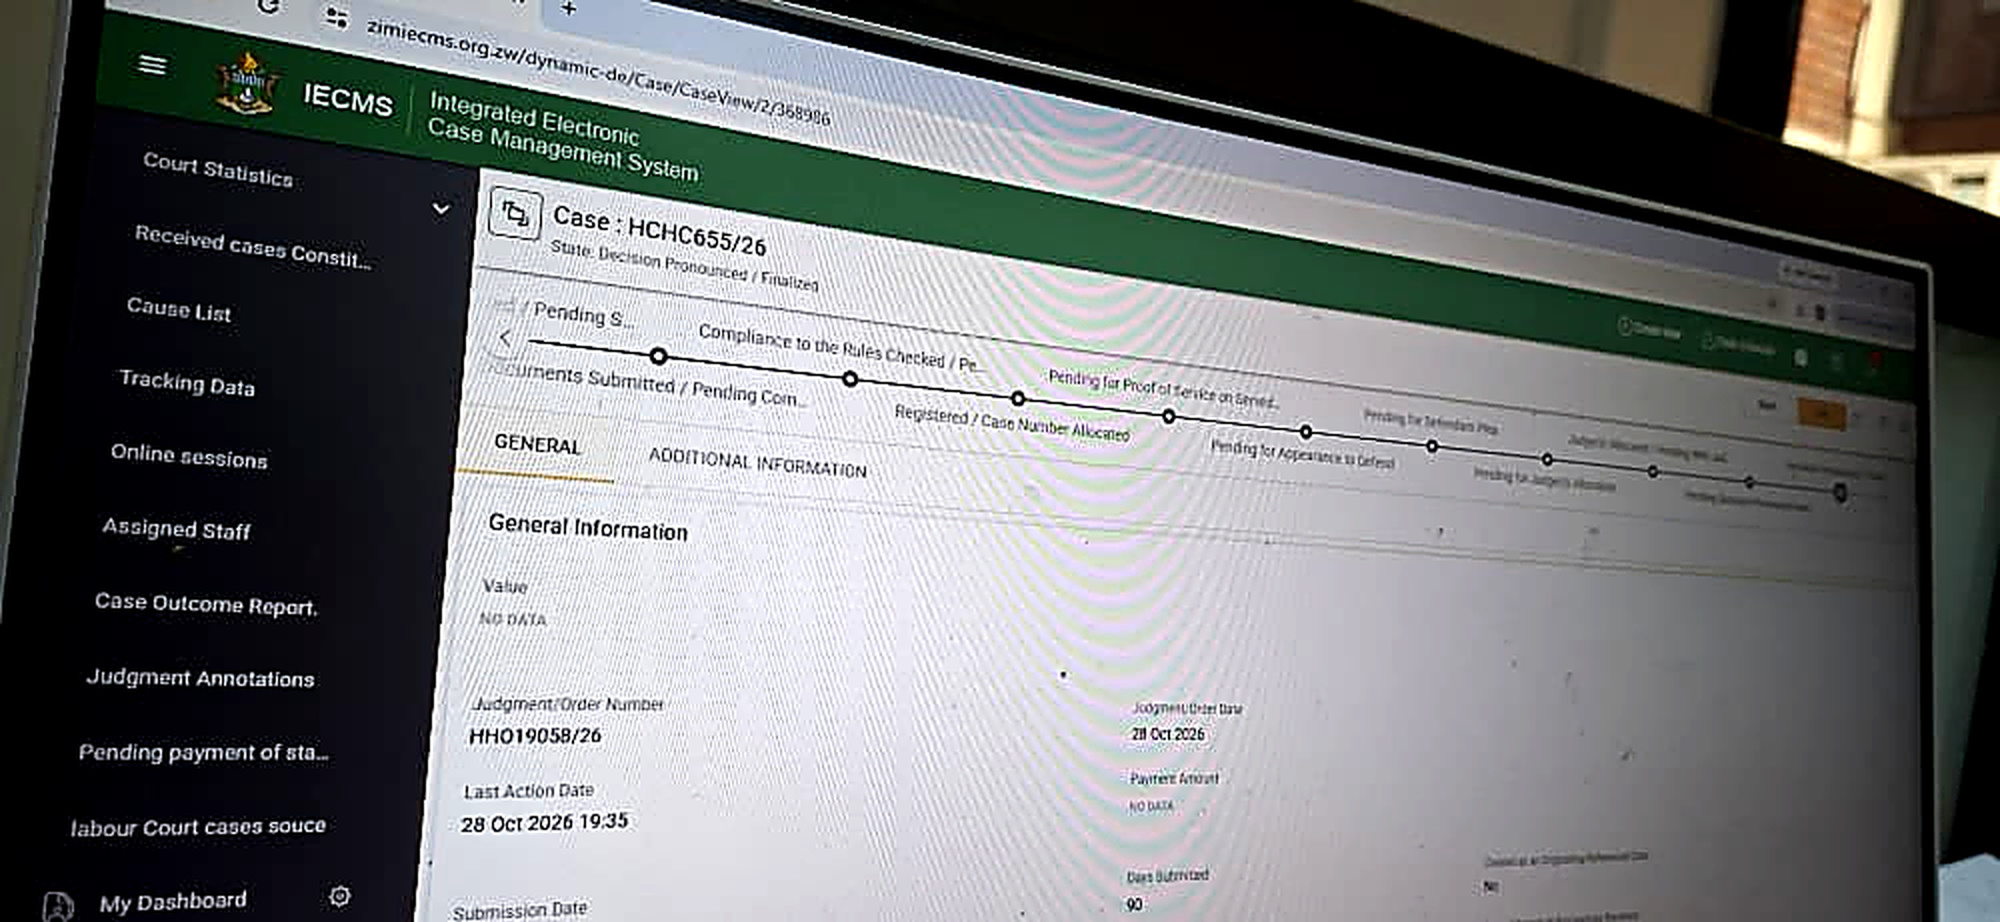 zimiecms.org.zw/dynamic-de/Case/CaseView/2/368986
IECMS
Integrated Electronic
Case Management System
Court Statistics
Received cases Constit...
Cause List
Tracking Data
Online sessions
Assigned Staff
Case Outcome Report.
Judgment Annotations
Pending payment of sta...
labour Court cases souce
My Dashboard
Case : HCHC655/26
State: Decision Pronounced / Finalized
/ Pending S...
Compliance to the Rules Checked / Pe...
Pending for Proof of Service on
Submitted / Pending Com...
Registered / Case Number Allocated
Pending for Appearance to Defend
GENERAL
ADDITIONAL INFORMATION
General Information
Value
NO DATA
Judgment/Order Number
HHO19058/26
Judgment/Order Date
28 Oct 2026
Last Action Date
28 Oct 2026 19:35
Payment Amount
NO DATA
Submission Date
Days Submitted
90
No